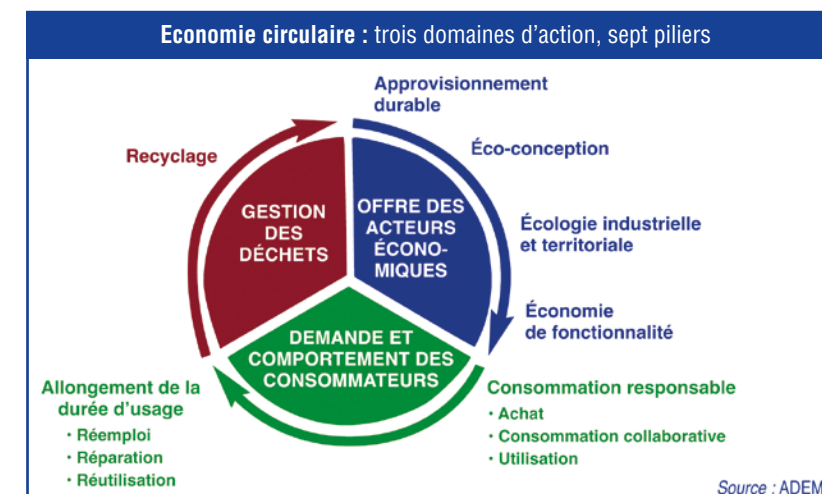 Economie circulaire : trois domaines d'action, sept piliers
Approvisionnement
durable
Recyclage
Éco-conception
GESTION
DES
DÉCHETS
OFFRE DES
ACTEURS
ÉCONO-
MIQUES
Écologie industrielle
et territoriale
Économie
de fonctionnalité
DEMANDE ET
COMPORTEMENT DES
CONSOMMATEURS
Allongement de la
durée d'usage
· Réemploi
· Réparation
· Réutilisation
Consommation responsable
· Achat
· Consommation collaborative
· Utilisation
Source : ADEM